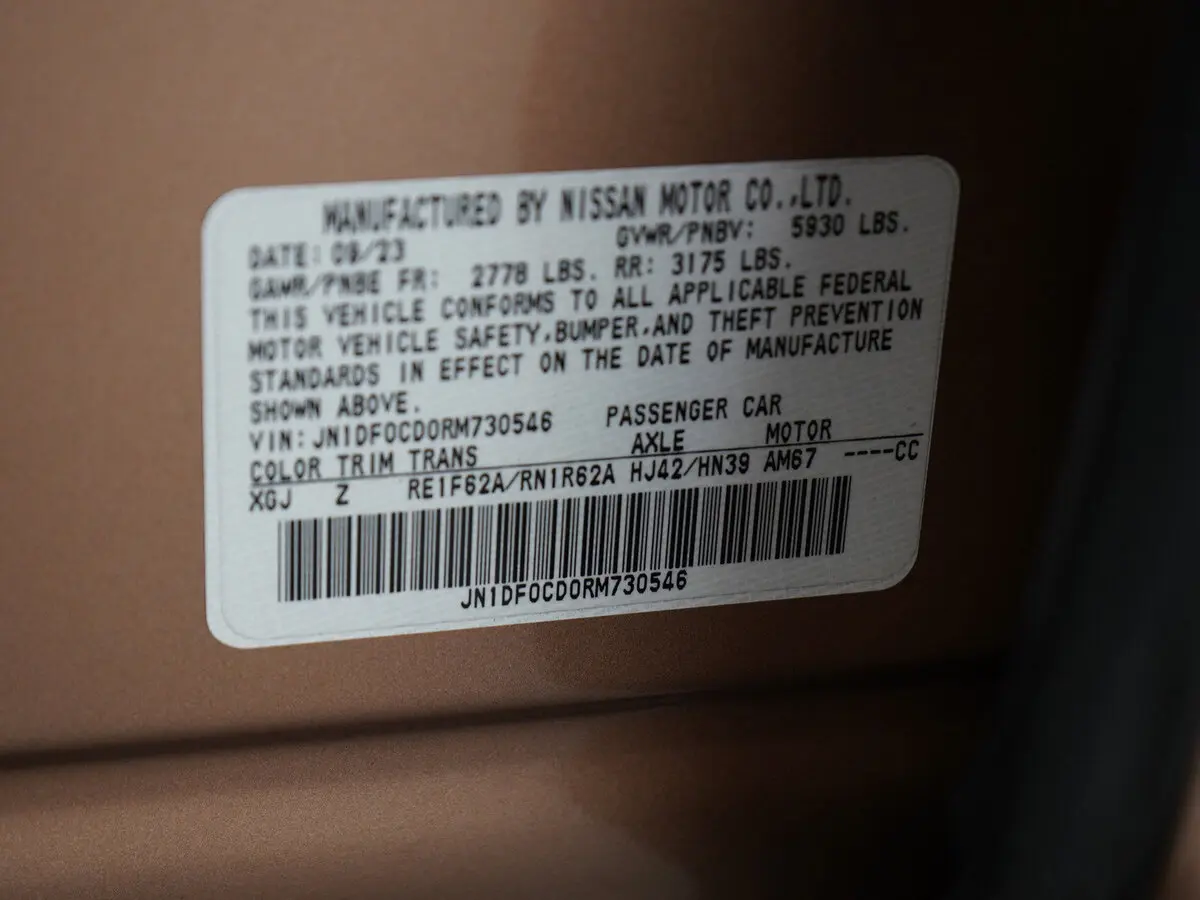 MANUFACTURED BY NISSAN MOTOR CO.,LTD.
DATE: 09/23 GVWR/PNBV: 5930 LBS.
GAWR/PNBE FR: 2778 LBS. RR: 3175 LBS.
THIS VEHICLE CONFORMS TO ALL APPLICABLE FEDERAL
MOTOR VEHICLE SAFETY,BUMPER,AND THEFT PREVENTION
STANDARDS IN EFFECT ON THE DATE OF MANUFACTURE
SHOWN ABOVE.
VIN: JN1DF0CD0RM730546 PASSENGER CAR
COLOR TRIM TRANS AXLE MOTOR
XGJ Z RE1F62A/RN1R62A HJ42/HN39 AM67 ----CC
JN1DF0CD0RM730546